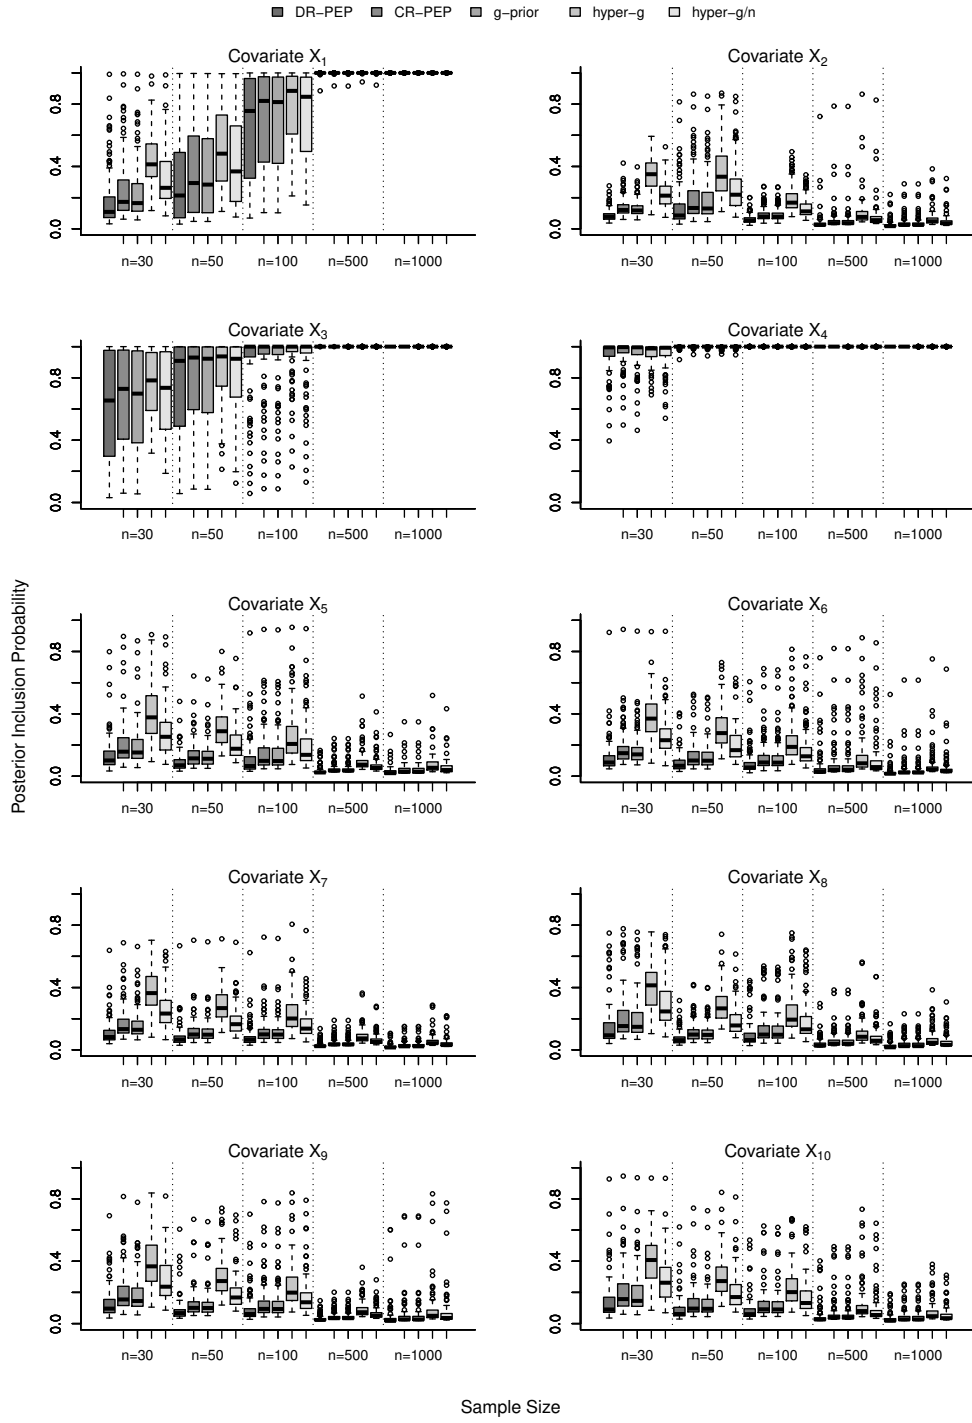 DR-PEP CR-PEP g-prior hyper-g hyper-g/n
Covariate X1 Covariate X2
0.0 0.4 0.8 0.0 0.4 0.8
n=30 n=50 n=100 n=500 n=1000 n=30 n=50 n=100 n=500 n=1000
Covariate X3 Covariate X4
0.0 0.4 0.8 0.0 0.4 0.8
n=30 n=50 n=100 n=500 n=1000 n=30 n=50 n=100 n=500 n=1000
Posterior Inclusion Probability
Covariate X5 Covariate X6
0.0 0.4 0.8 0.0 0.4 0.8
n=30 n=50 n=100 n=500 n=1000 n=30 n=50 n=100 n=500 n=1000
Covariate X7 Covariate X8
0.0 0.4 0.8 0.0 0.4 0.8
n=30 n=50 n=100 n=500 n=1000 n=30 n=50 n=100 n=500 n=1000
Covariate X9 Covariate X10
0.0 0.4 0.8 0.0 0.4 0.8
n=30 n=50 n=100 n=500 n=1000 n=30 n=50 n=100 n=500 n=1000
Sample Size